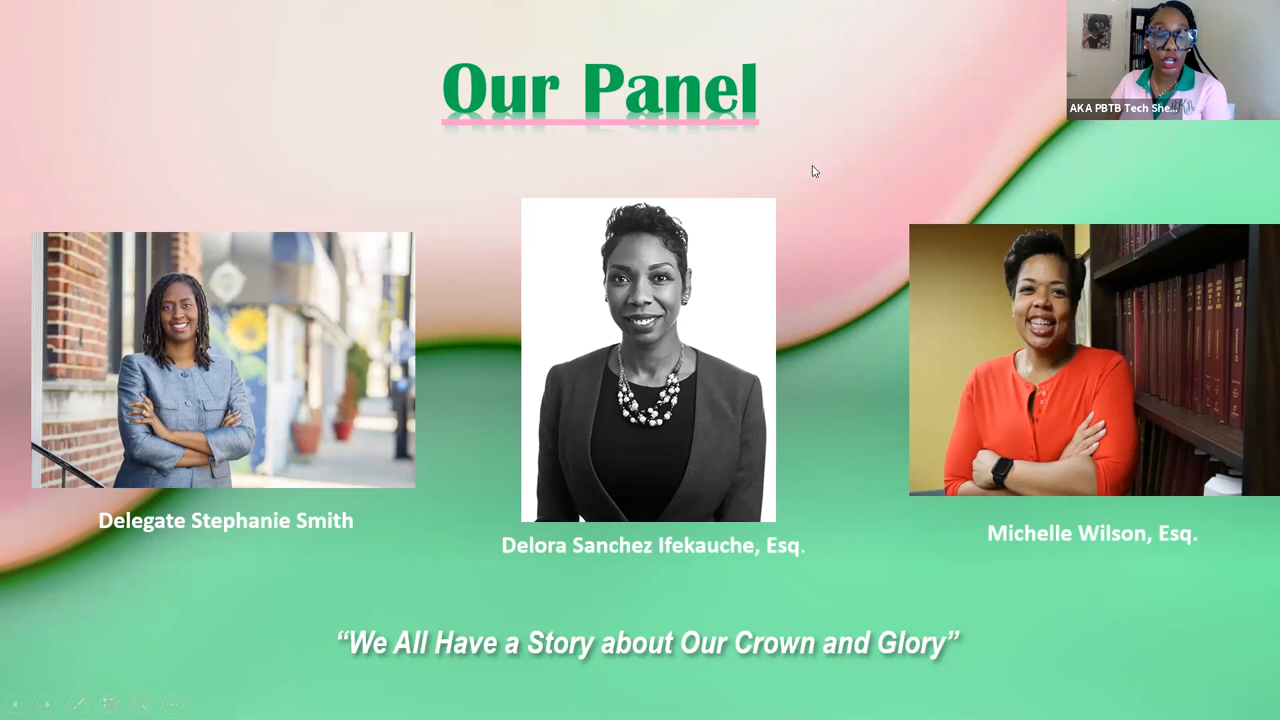 Our Panel
AKA PBTB Tech She...
Delegate Stephanie Smith
Delora Sanchez Ifekauche, Esq.
Michelle Wilson, Esq.
“We All Have a Story about Our Crown and Glory”